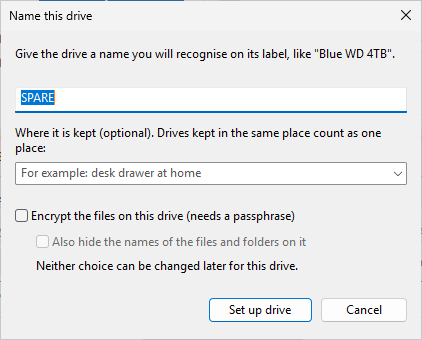 Name this drive
Give the drive a name you will recognise on its label, like "Blue WD 4TB".
SPARE
Where it is kept (optional). Drives kept in the same place count as one
place:
For example: desk drawer at home
Encrypt the files on this drive (needs a passphrase)
Also hide the names of the files and folders on it
Neither choice can be changed later for this drive.
Set up drive
Cancel